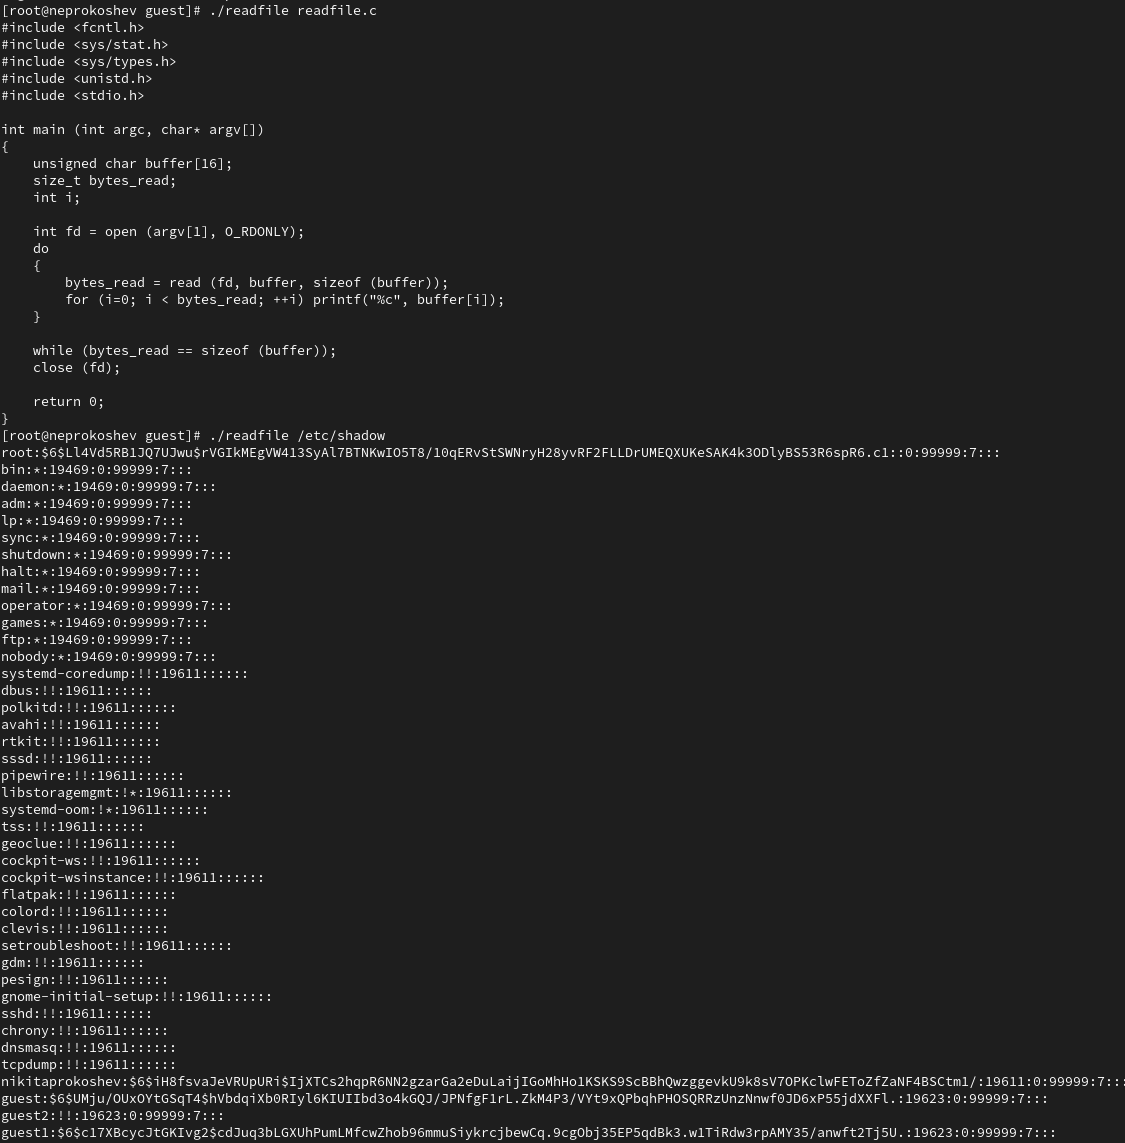 [root@neprokoshev guest]# ./readfile readfile.c
#include <fcntl.h>
#include <sys/stat.h>
#include <sys/types.h>
#include <unistd.h>
#include <stdio.h>
int main (int argc, char* argv[])
{
unsigned char buffer[16];
size_t bytes_read;
int i;
int fd = open (argv[1], O_RDONLY);
do
{
bytes_read = read (fd, buffer, sizeof (buffer));
for (i=0; i < bytes_read; ++i) printf("%c", buffer[i]);
}
while (bytes_read == sizeof (buffer));
close (fd);
return 0;
}
[root@neprokoshev guest]# ./readfile /etc/shadow
root:$6$Ll4Vd5RB1JQ7UJwu$rVGIkMEgVW413SyAl7BTNKwIO5T8/10qERvStSWNryH28yvRF2FLLDrUMEQXUKeSAK4k3ODlyBS53R6spR6.c1::0:99999:7:::
bin:*:19469:0:99999:7:::
daemon:*:19469:0:99999:7:::
adm:*:19469:0:99999:7:::
lp:*:19469:0:99999:7:::
sync:*:19469:0:99999:7:::
shutdown:*:19469:0:99999:7:::
halt:*:19469:0:99999:7:::
mail:*:19469:0:99999:7:::
operator:*:19469:0:99999:7:::
games:*:19469:0:99999:7:::
ftp:*:19469:0:99999:7:::
nobody:*:19469:0:99999:7:::
systemd-coredump:!!:19611::::::
dbus:!!:19611::::::
polkitd:!!:19611::::::
avahi:!!:19611::::::
rtkit:!!:19611::::::
sssd:!!:19611::::::
pipewire:!!:19611::::::
libstoragemgmt:!*:19611::::::
systemd-oom:!*:19611::::::
tss:!!:19611::::::
geoclue:!!:19611::::::
cockpit-ws:!!:19611::::::
cockpit-wsinstance:!!:19611::::::
flatpak:!!:19611::::::
colord:!!:19611::::::
clevis:!!:19611::::::
setroubleshoot:!!:19611::::::
gdm:!!:19611::::::
pesign:!!:19611::::::
gnome-initial-setup:!!:19611::::::
sshd:!!:19611::::::
chrony:!!:19611::::::
dnsmasq:!!:19611::::::
tcpdump:!!:19611::::::
nikitaprokoshev:$6$iH8fsvaJeVRUpURi$IjXTCs2hqpR6NN2gzarGa2eDuLaijIGoMhHo1KSKS9ScBBhQwzggevkU9k8sV7OPKclwFEToZfZaNF4BSCtm1/:19611:0:99999:7:::
guest:$6$UMju/OUxOYtGSqT4$hVbdqiXb0RIyl6KIUIIbd3o4kGQJ/JPNfgF1rL.ZkM4P3/VYt9xQPbqhPHOSQRRzUnzNnwf0JD6xP55jdXXFl.:19623:0:99999:7:::
guest2:!!:19623:0:99999:7:::
guest1:$6$c17XBcycJtGKIvg2$cdJuq3bLGXUhPumLMfcwZhob96mmuSiykrcjbewCq.9cgObj35EP5qdBk3.w1TiRdw3rpAMY35/anwft2Tj5U.:19623:0:99999:7:::